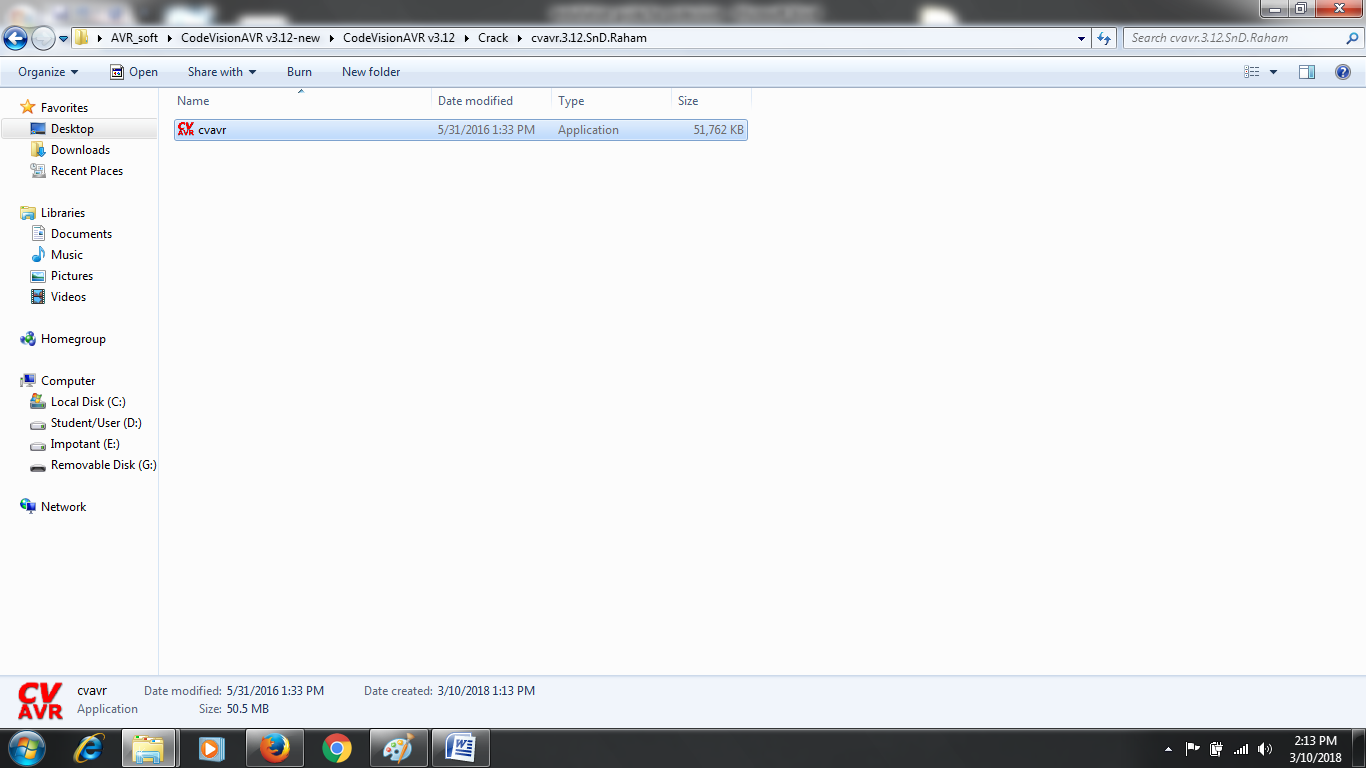 AVR_soft CodeVisionAVR v3.12-new CodeVisionAVR v3.12 Crack cvavr.3.12.SnD.Raham Search cvavr.3.12.SnD.Raham
Organize Open Share with Burn New folder
Name Date modified Type Size
cvavr 5/31/2016 1:33 PM Application 51,762 KB
Favorites
Desktop
Downloads
Recent Places
Libraries
Documents
Music
Pictures
Videos
Homegroup
Computer
Local Disk (C:)
Student/User (D:)
Impotant (E:)
Removable Disk (G:)
Network
cvavr Date modified: 5/31/2016 1:33 PM Date created: 3/10/2018 1:13 PM
Application Size: 50.5 MB
CV
AVR
2:13 PM
3/10/2018